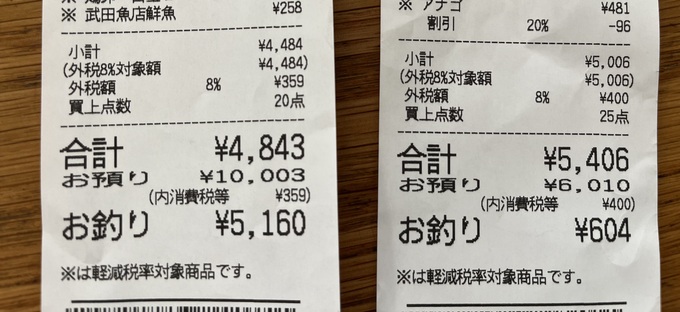 ※ 武田魚店鮮魚 ¥258
小計 ¥4,484
(外税8%対象額 ¥4,484)
外税額 8% ¥359
買上点数 20点
合計 ¥4,843
お預り ¥10,003
(内消費税等 ¥359)
お釣り ¥5,160
※は軽減税率対象商品です。
※ アナゴ ¥481
割引 20% -96
小計 ¥5,006
(外税8%対象額 ¥5,006)
外税額 8% ¥400
買上点数 25点
合計 ¥5,406
お預り ¥6,010
(内消費税等 ¥400)
お釣り ¥604
※は軽減税率対象商品です。